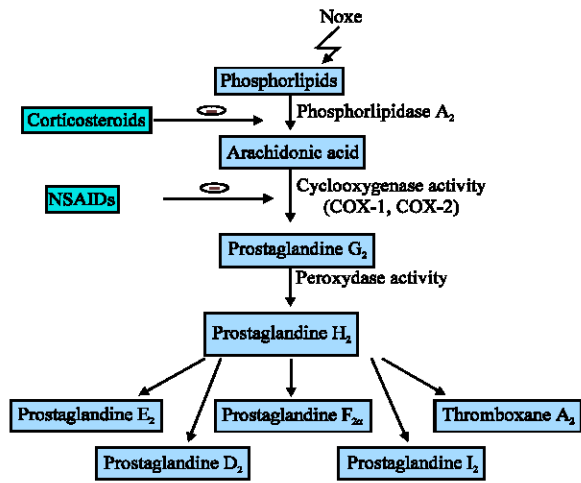 Noxe
Phosphorlipids
Corticosteroids
Phosphorlipidase A₂
Arachidonic acid
NSAIDs
Cyclooxygenase activity
(COX-1, COX-2)
Prostaglandine G₂
Peroxydase activity
Prostaglandine H₂
Prostaglandine E₂
Prostaglandine F₂α
Thromboxane A₂
Prostaglandine D₂
Prostaglandine I₂